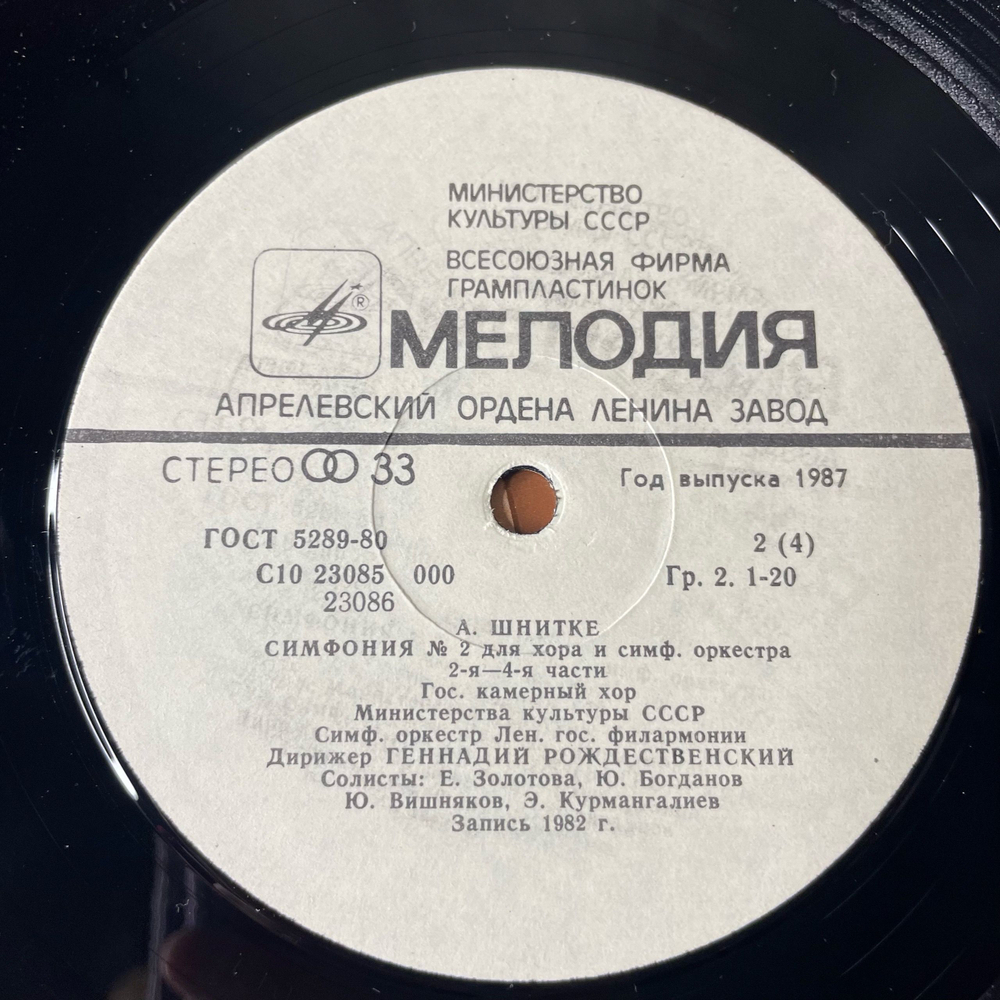 МИНИСТЕРСТВО
КУЛЬТУРЫ СССР
ВСЕСОЮЗНАЯ ФИРМА
ГРАМПЛАСТИНОК
®
МЕЛОДИЯ
АПРЕЛЕВСКИЙ ОРДЕНА ЛЕНИНА ЗАВОД
СТЕРЕО 33
Год выпуска 1987
ГОСТ 5289-80
2 (4)
С10 23085 000
Гр. 2. 1-20
23086
А. ШНИТКЕ
СИМФОНИЯ № 2 для хора и симф. оркестра
2-я—4-я части
Гос. камерный хор
Министерства культуры СССР
Симф. оркестр Лен. гос. филармонии
Дирижер ГЕННАДИЙ РОЖДЕСТВЕНСКИЙ
Солисты: Е. Золотова, Ю. Богданов
Ю. Вишняков, Э. Курмангалиев
Запись 1982 г.